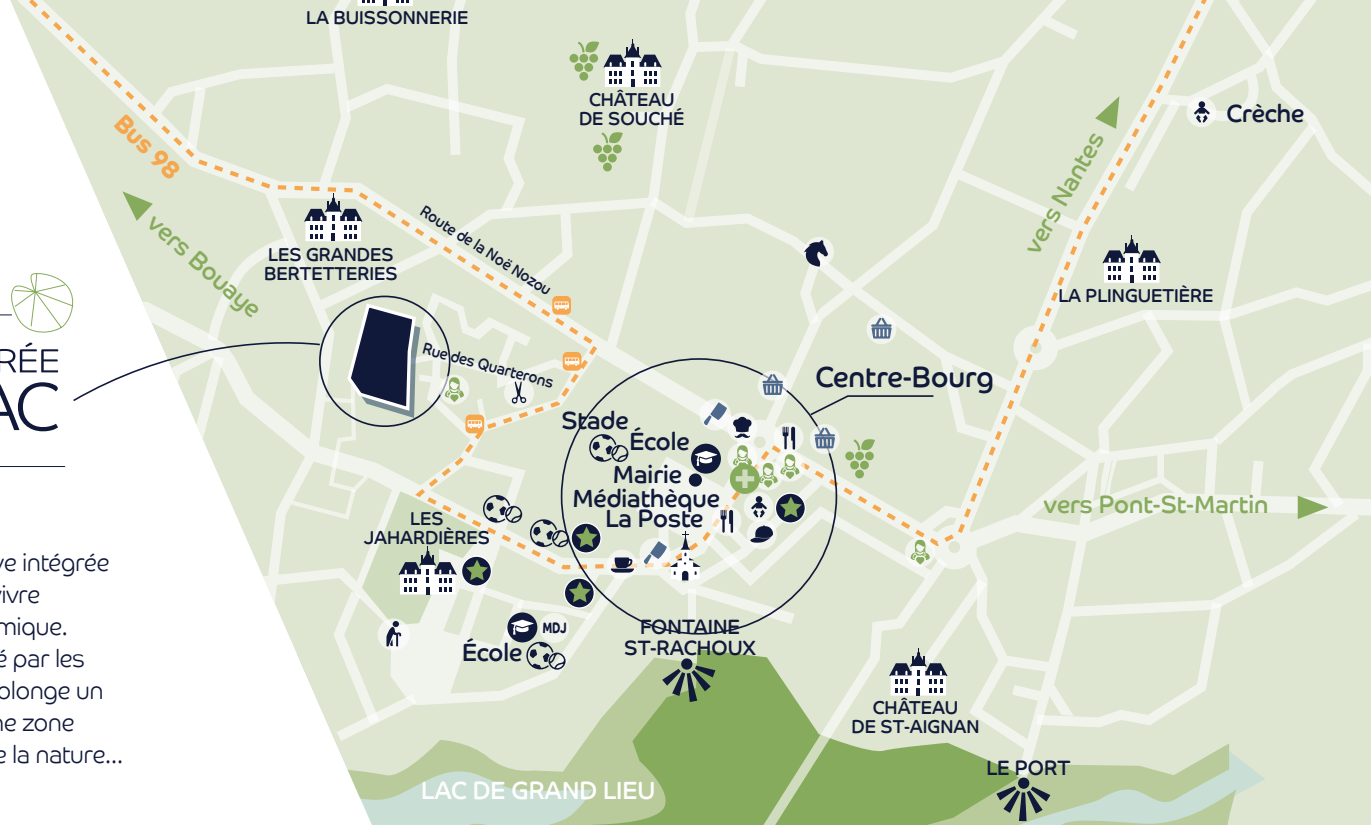 LA BUISSONNERIE
CHÂTEAU
DE SOUCHÉ
Crèche
Bus 98
vers Nantes
vers Bouaye
Route de la Noë Nozou
LES GRANDES
BERTETTERIES
LA PLINGUETIÈRE
RÉE
AC
Rue des Quarterons
Centre-Bourg
Stade
École
Mairie
Médiathèque
La Poste
vers Pont-St-Martin
LES
JAHARDIÈRES
ve intégrée
vivre
mique.
é par les
olonge un
ne zone
e la nature...
MDJ
École
FONTAINE
ST-RACHOUX
CHÂTEAU
DE ST-AIGNAN
LE PORT
LAC DE GRAND LIEU